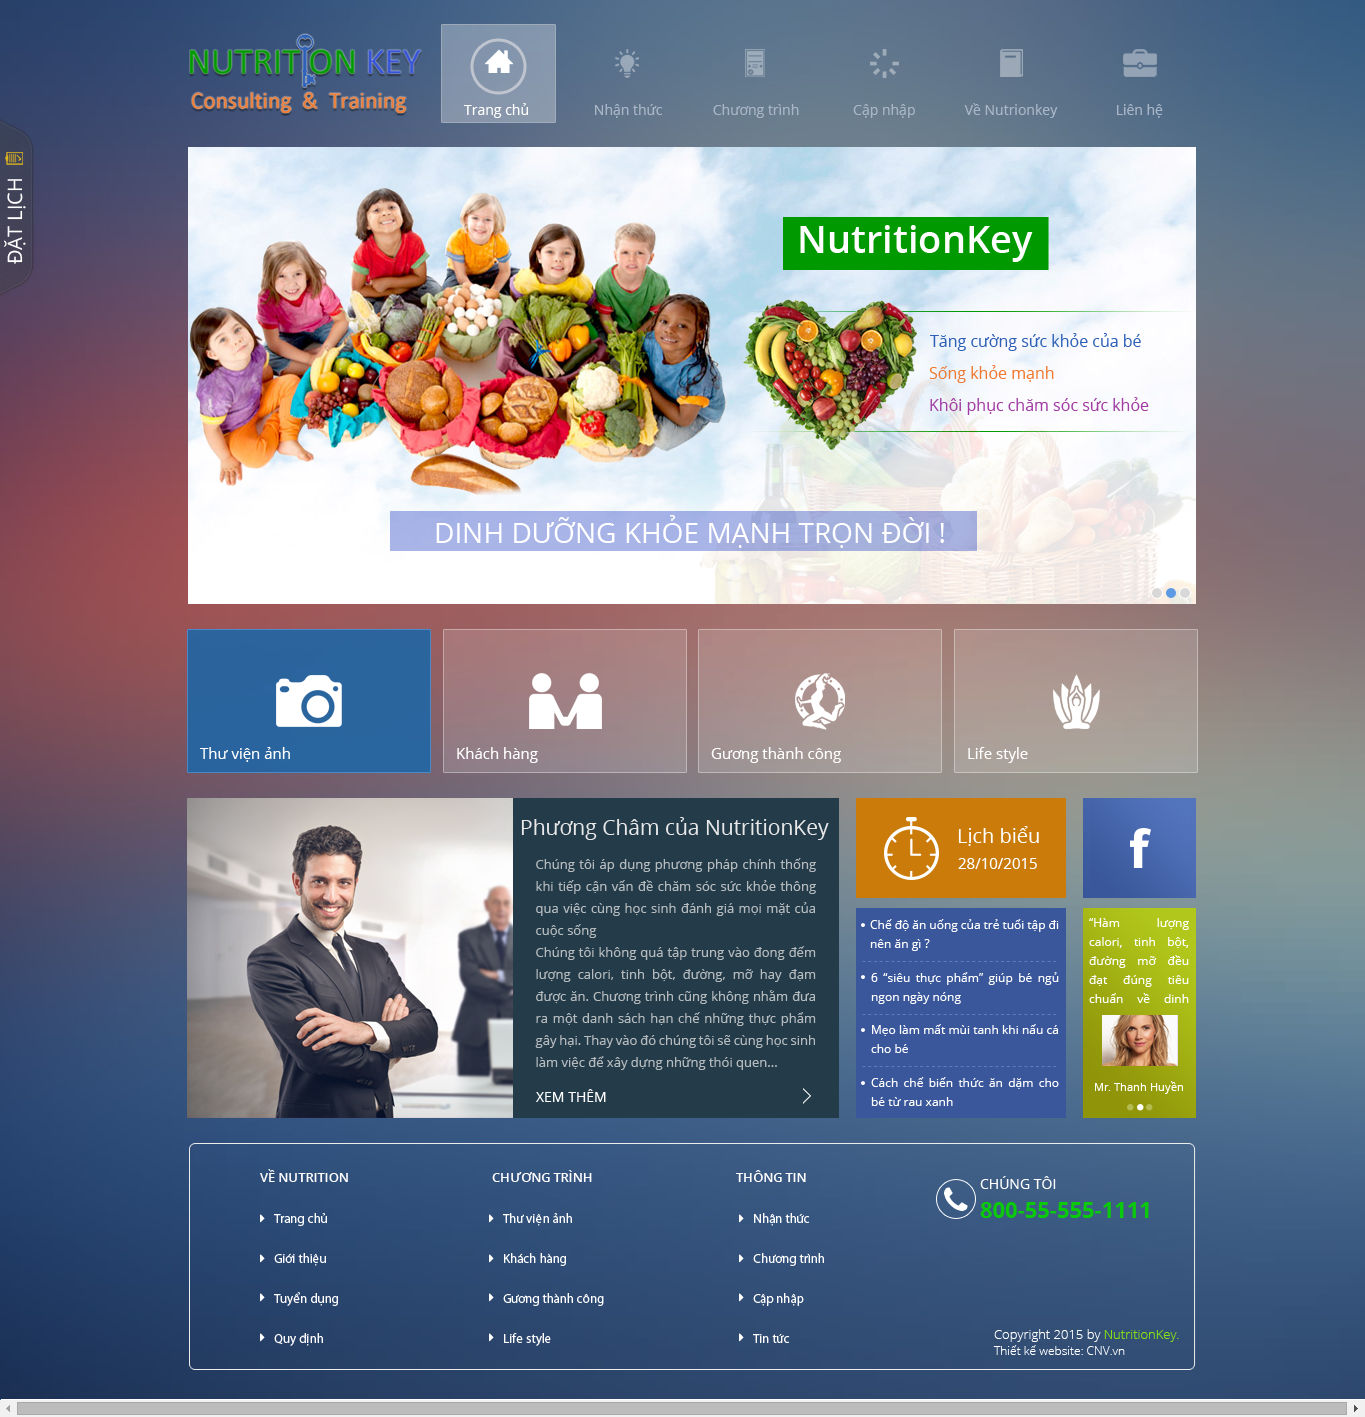 NUTRITION KEY
Consulting & Training
Trang chủ
Nhận thức
Chương trình
Cập nhập
Về Nutrionkey
Liên hệ
ĐẶT LỊCH
NutritionKey
Tăng cường sức khỏe của bé
Sống khỏe mạnh
Khôi phục chăm sóc sức khỏe
DINH DƯỠNG KHỎE MẠNH TRỌN ĐỜI !
Thư viện ảnh
Khách hàng
Gương thành công
Life style
Phương Châm của NutritionKey
Chúng tôi áp dụng phương pháp chính thống
khi tiếp cận vấn đề chăm sóc sức khỏe thông
qua việc cùng học sinh đánh giá mọi mặt của
cuộc sống
Chúng tôi không quá tập trung vào đong đếm
lượng calori, tinh bột, đường, mỡ hay đạm
được ăn. Chương trình cũng không nhằm đưa
ra một danh sách hạn chế những thực phẩm
gây hại. Thay vào đó chúng tôi sẽ cùng học sinh
làm việc để xây dựng những thói quen...
XEM THÊM
Lịch biểu
28/10/2015
f
Chế độ ăn uống của trẻ tuổi tập đi
nên ăn gì ?
6 “siêu thực phẩm” giúp bé ngủ
ngon ngày nóng
Mẹo làm mất mùi tanh khi nấu cá
cho bé
Cách chế biến thức ăn dặm cho
bé từ rau xanh
“Hàm lượng
calori, tinh bột,
đường mỡ đều
đạt đúng tiêu
chuẩn về dinh
Mr. Thanh Huyền
VỀ NUTRITION
Trang chủ
Giới thiệu
Tuyển dụng
Quy định
CHƯƠNG TRÌNH
Thư viện ảnh
Khách hàng
Gương thành công
Life style
THÔNG TIN
Nhận thức
Chương trình
Cập nhập
Tin tức
CHÚNG TÔI
800-55-555-1111
Copyright 2015 by NutritionKey.
Thiết kế website: CNV.vn